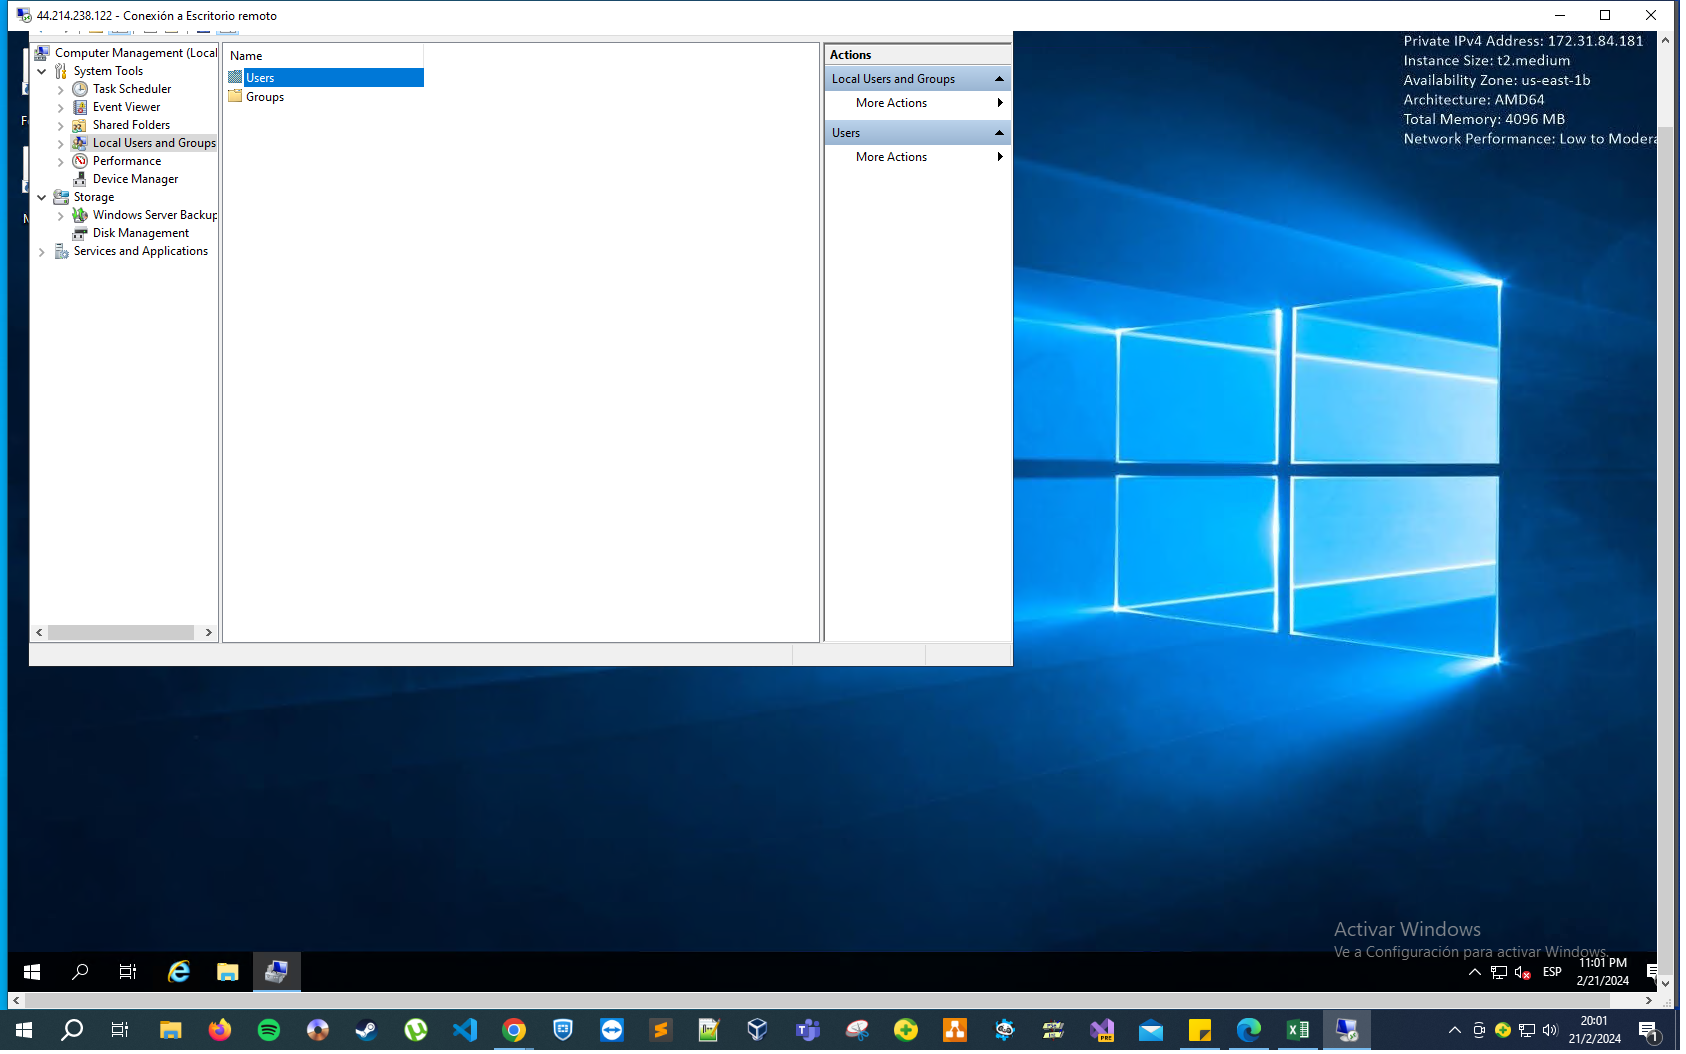 44.214.238.122 - Conexión a Escritorio remoto
Computer Management (Local
System Tools
Task Scheduler
Event Viewer
Shared Folders
Local Users and Groups
Performance
Device Manager
Storage
Windows Server Backup
Disk Management
Services and Applications
Name
Users
Groups
Actions
Local Users and Groups
More Actions
Users
More Actions
Private IPv4 Address: 172.31.84.181
Instance Size: t2.medium
Availability Zone: us-east-1b
Architecture: AMD64
Total Memory: 4096 MB
Network Performance: Low to Modera
Activar Windows
Ve a Configuración para activar Windows.
ESP
11:01 PM
2/21/2024
PRE
20:01
21/2/2024
1